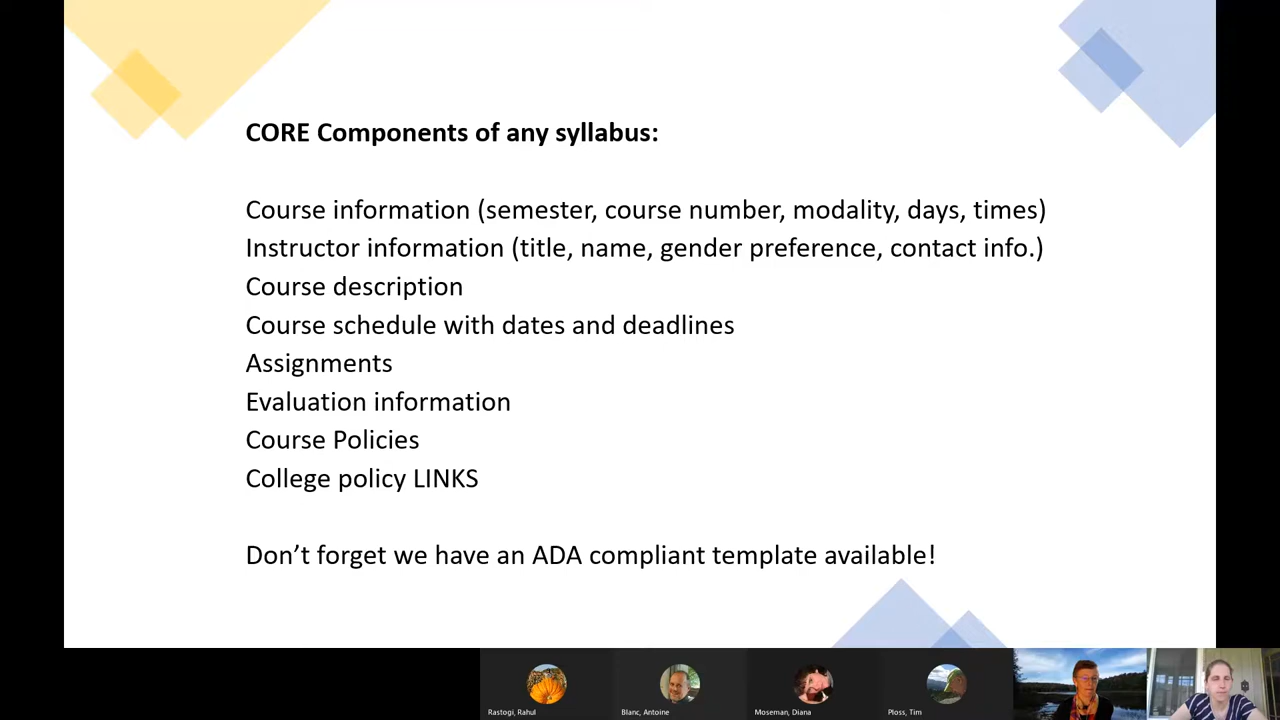 CORE Components of any syllabus:
Course information (semester, course number, modality, days, times)
Instructor information (title, name, gender preference, contact info.)
Course description
Course schedule with dates and deadlines
Assignments
Evaluation information
Course Policies
College policy LINKS
Don’t forget we have an ADA compliant template available!
Rastogi, Rahul
Blanc, Antoine
Moseman, Diana
Ploss, Tim